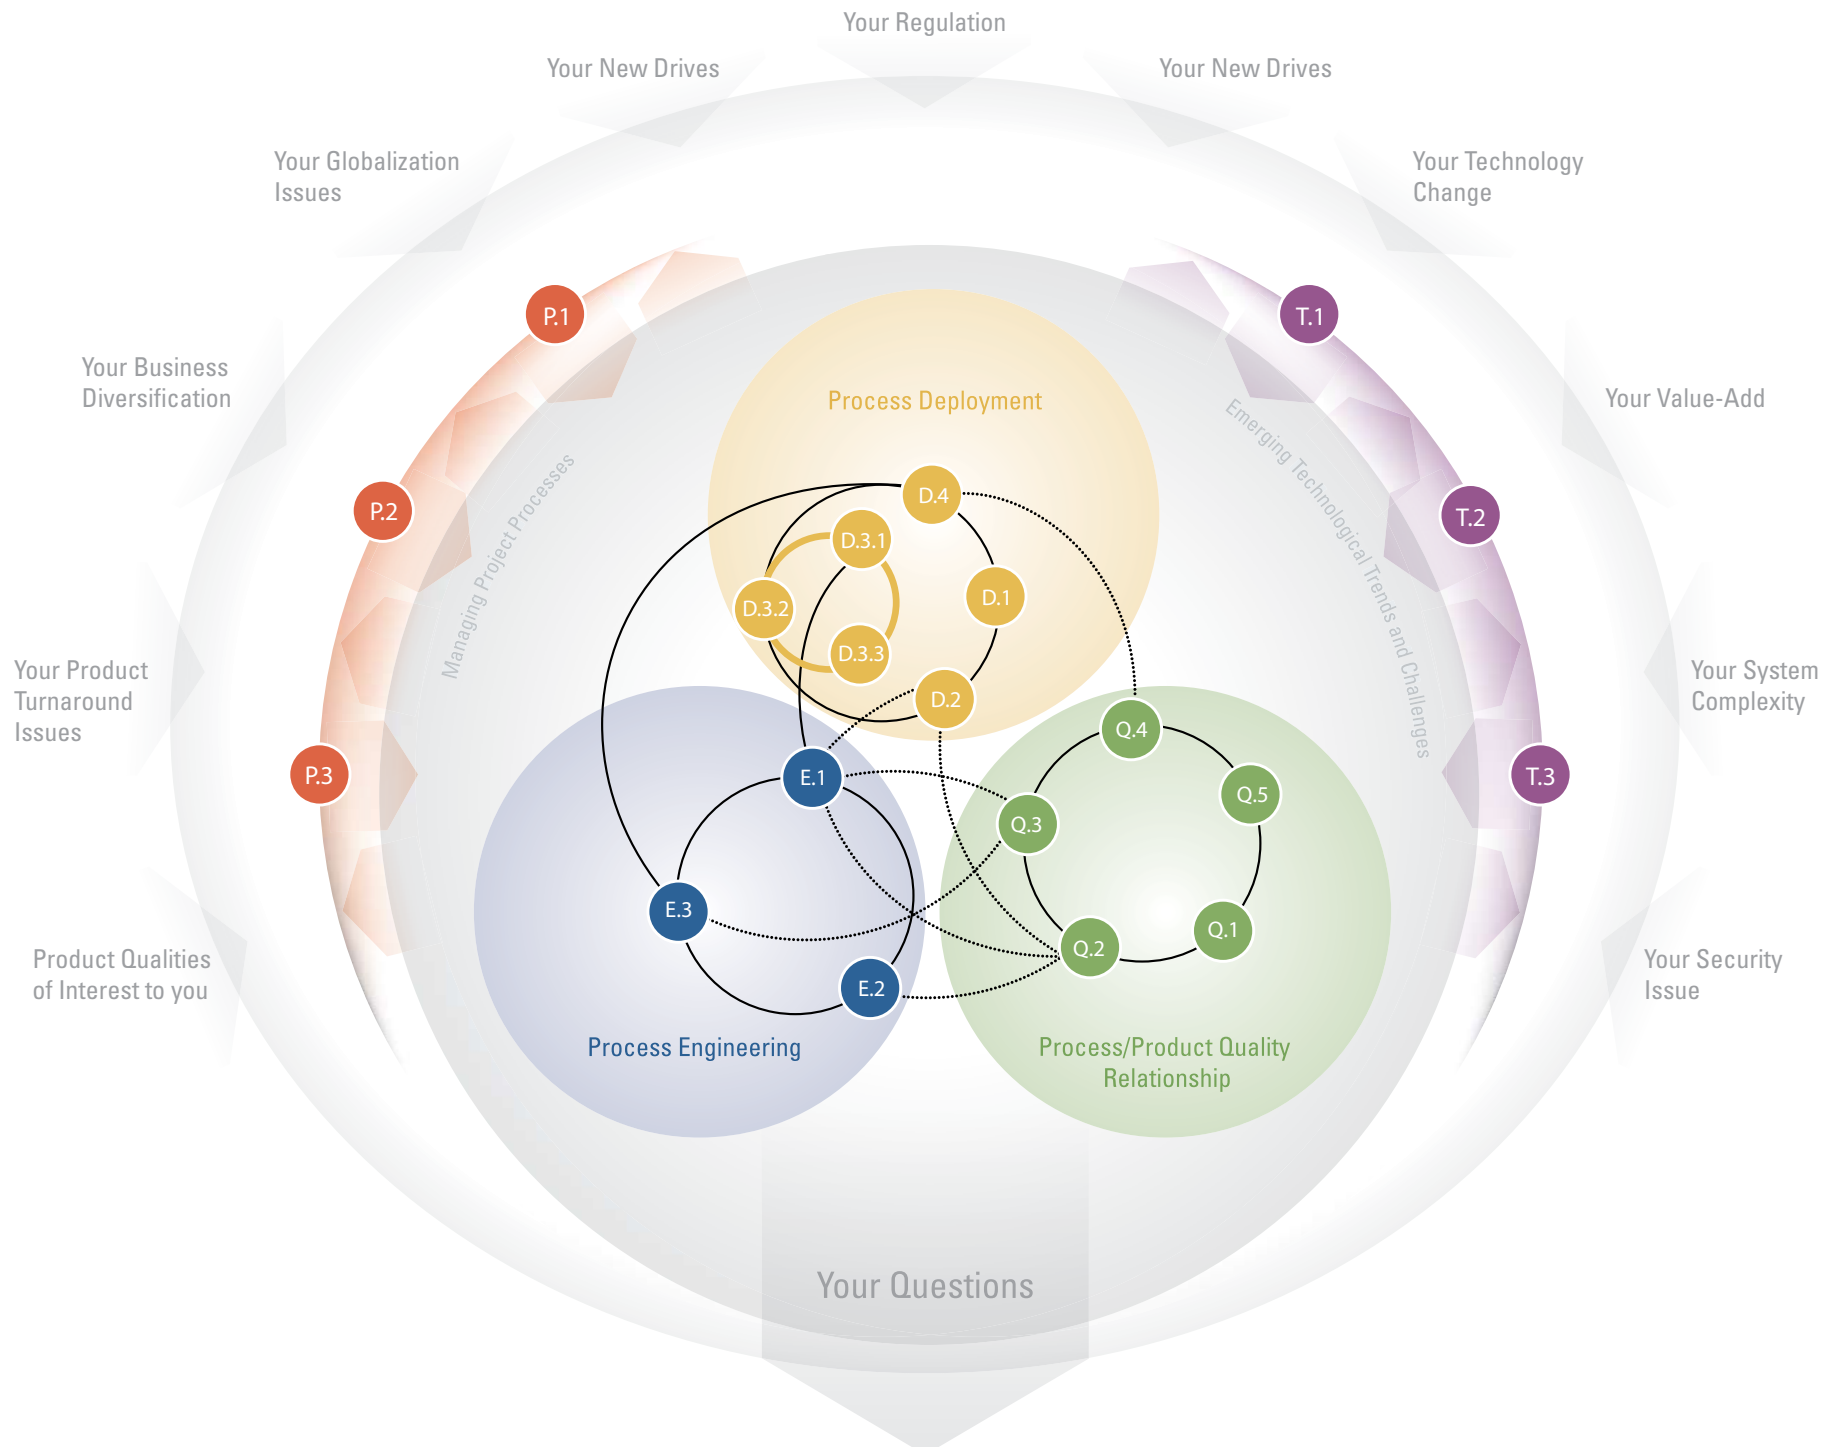 Your Regulation
Your New Drives
Your New Drives
Your Globalization
Issues
Your Technology
Change
P.1
T.1
Your Business
Diversification
Process Deployment
Your Value-Add
Managing Project Processes
Emerging Technological Trends and Challenges
P.2
D.4
T.2
D.3.1
D.1
D.3.2
D.3.3
Your Product
Turnaround
Issues
D.2
Your System
Complexity
Q.4
P.3
E.1
Q.5
T.3
Q.3
E.3
Q.1
Q.2
Product Qualities
of Interest to you
E.2
Your Security
Issue
Process Engineering
Process/Product Quality
Relationship
Your Questions